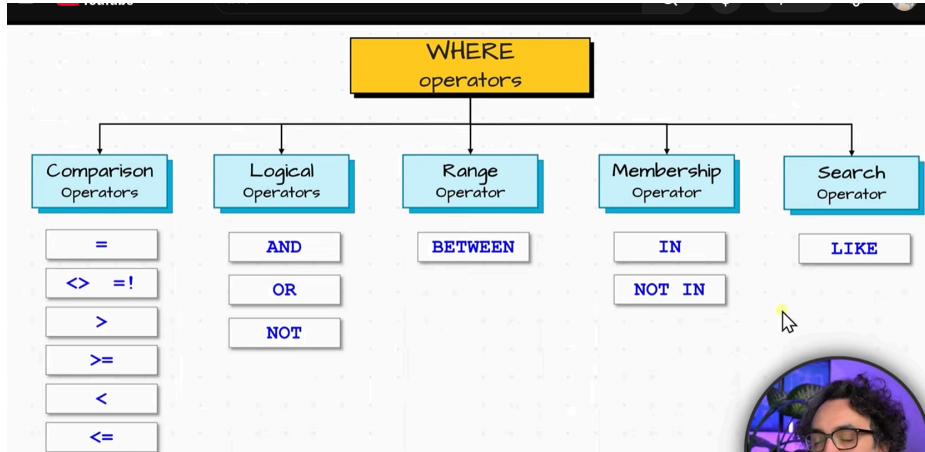 YouTube
WHERE
operators
Comparison
Operators
Logical
Operators
Range
Operator
Membership
Operator
Search
Operator
=
<> =!
>
>=
<
<=
AND
OR
NOT
BETWEEN
IN
NOT IN
LIKE